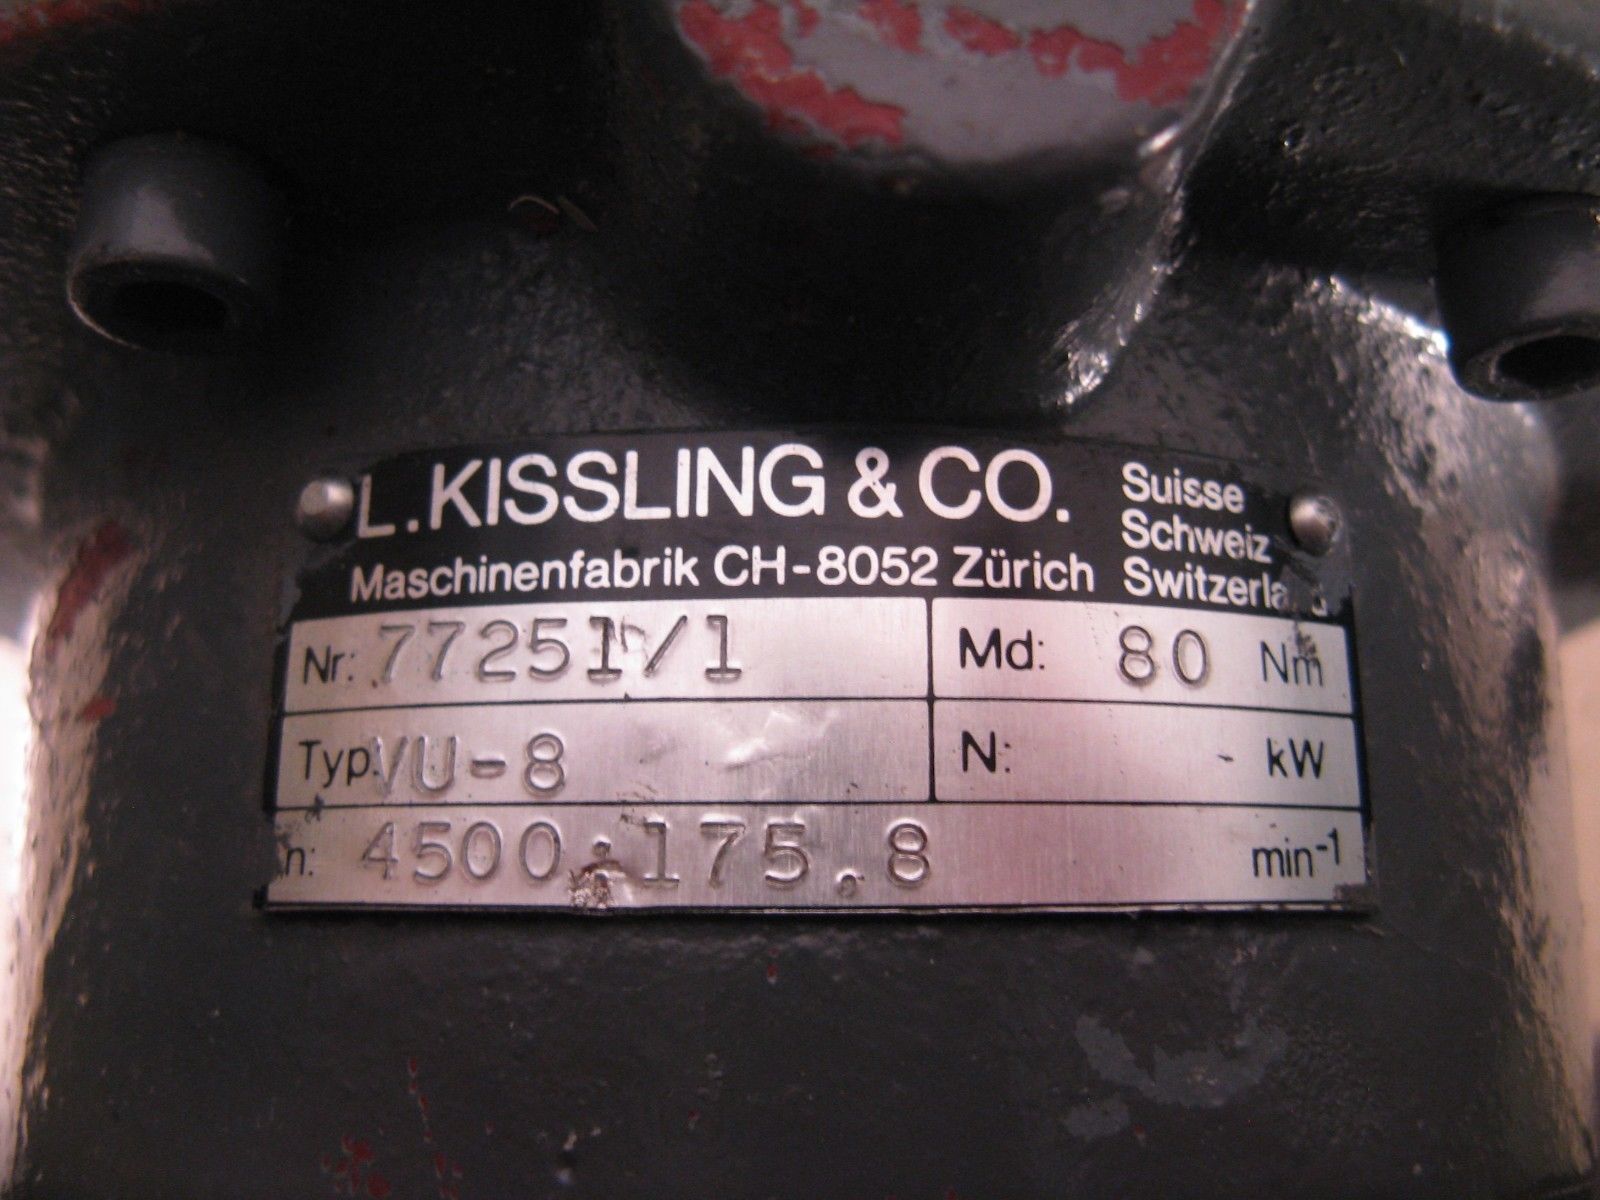 L. KISSLING & CO.
Maschinenfabrik CH-8052 Zürich
Suisse
Schweiz
Switzerland
Nr: 77251/1
Md: 80 Nm
Typ: VU-8
N: - kW
n: 4500:175.8 min-1